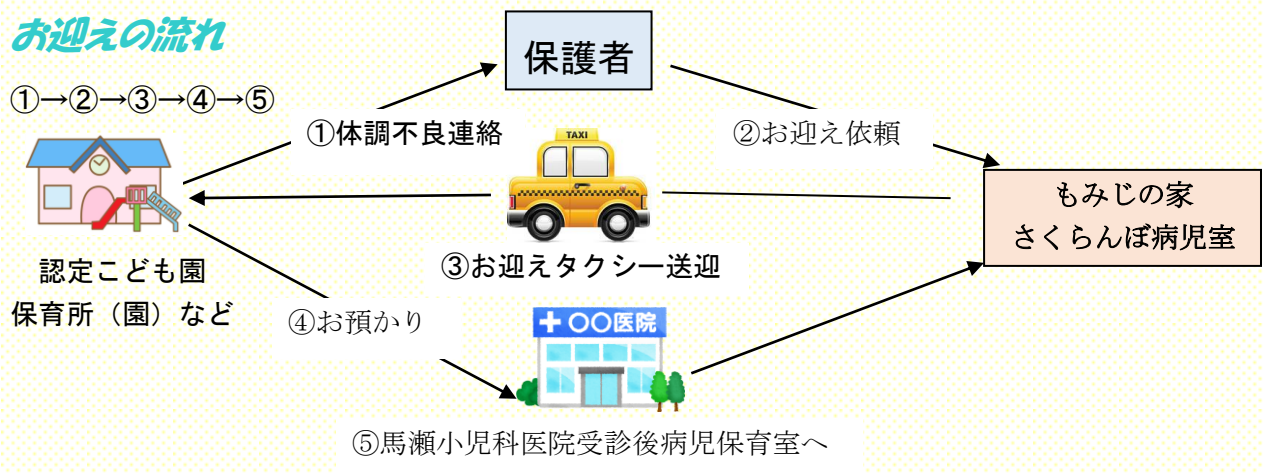 お迎えの流れ
保護者
①→②→③→④→⑤
①体調不良連絡
②お迎え依頼
TAXI
もみじの家
さくらんぼ病児室
③お迎えタクシー送迎
認定こども園
保育所（園）など
④お預かり
〇〇医院
⑤馬瀬小児科医院受診後病児保育室へ